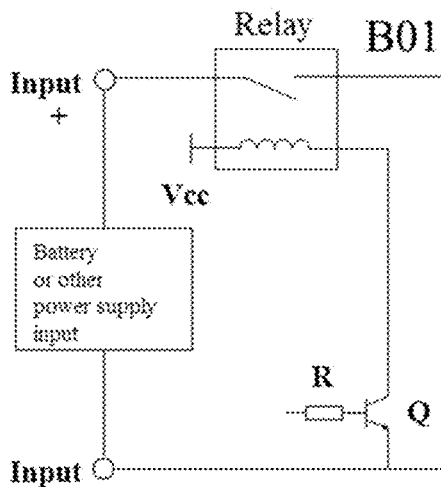 Relay
B01
Input
+
Vcc
Battery
or other
power supply
input
R
Q
Input